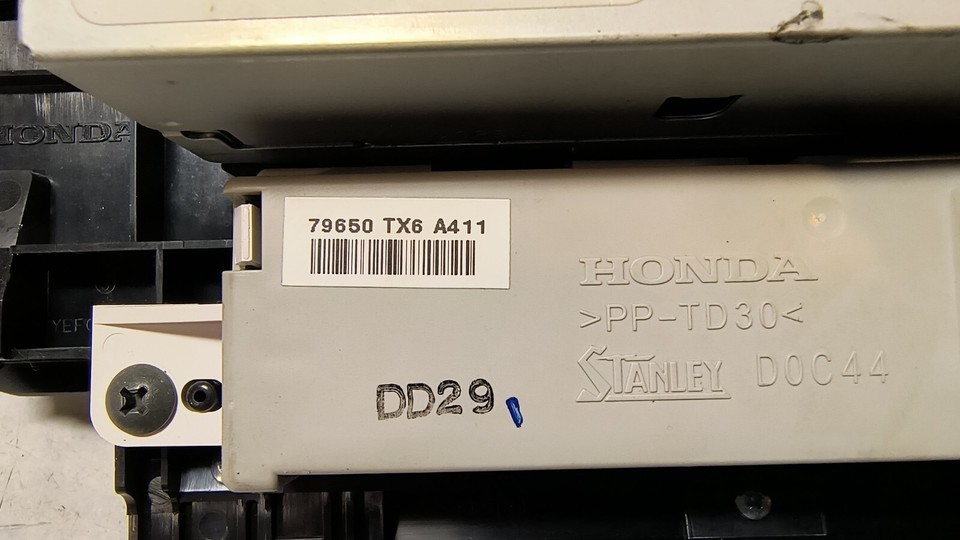 HONDA
79650 TX6 A411
HONDA
>PP-TD30<
STANLEY D0C44
DD29